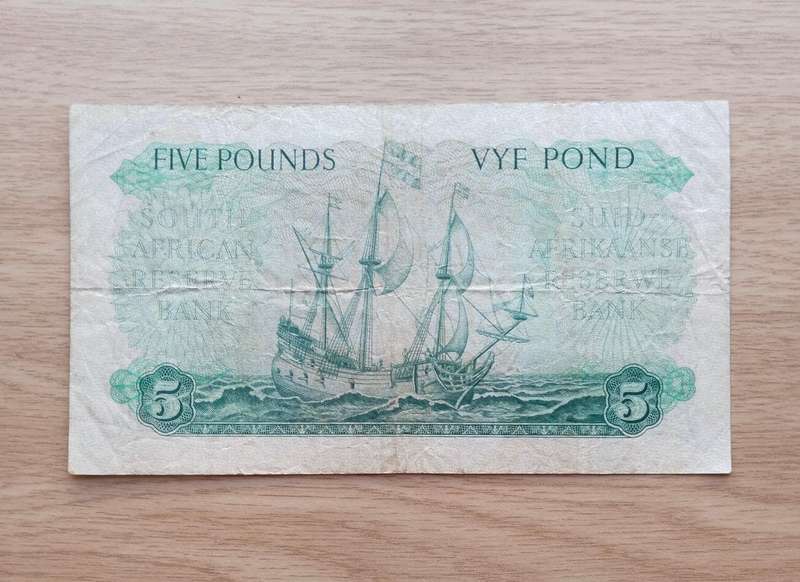 FIVE POUNDS
VYF POND
SOUTH
AFRICAN
RESERVE
BANK
SUID-
AFRIKAANSE
RESERWE-
BANK
5
5